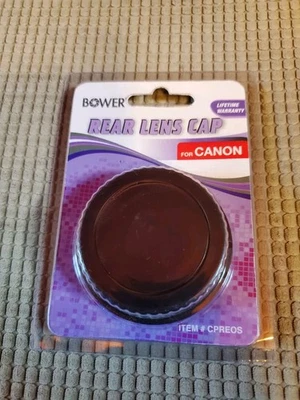 BOWER
LIFETIME
WARRANTY
REAR LENS CAP
FOR CANON
ITEM # CPREOS